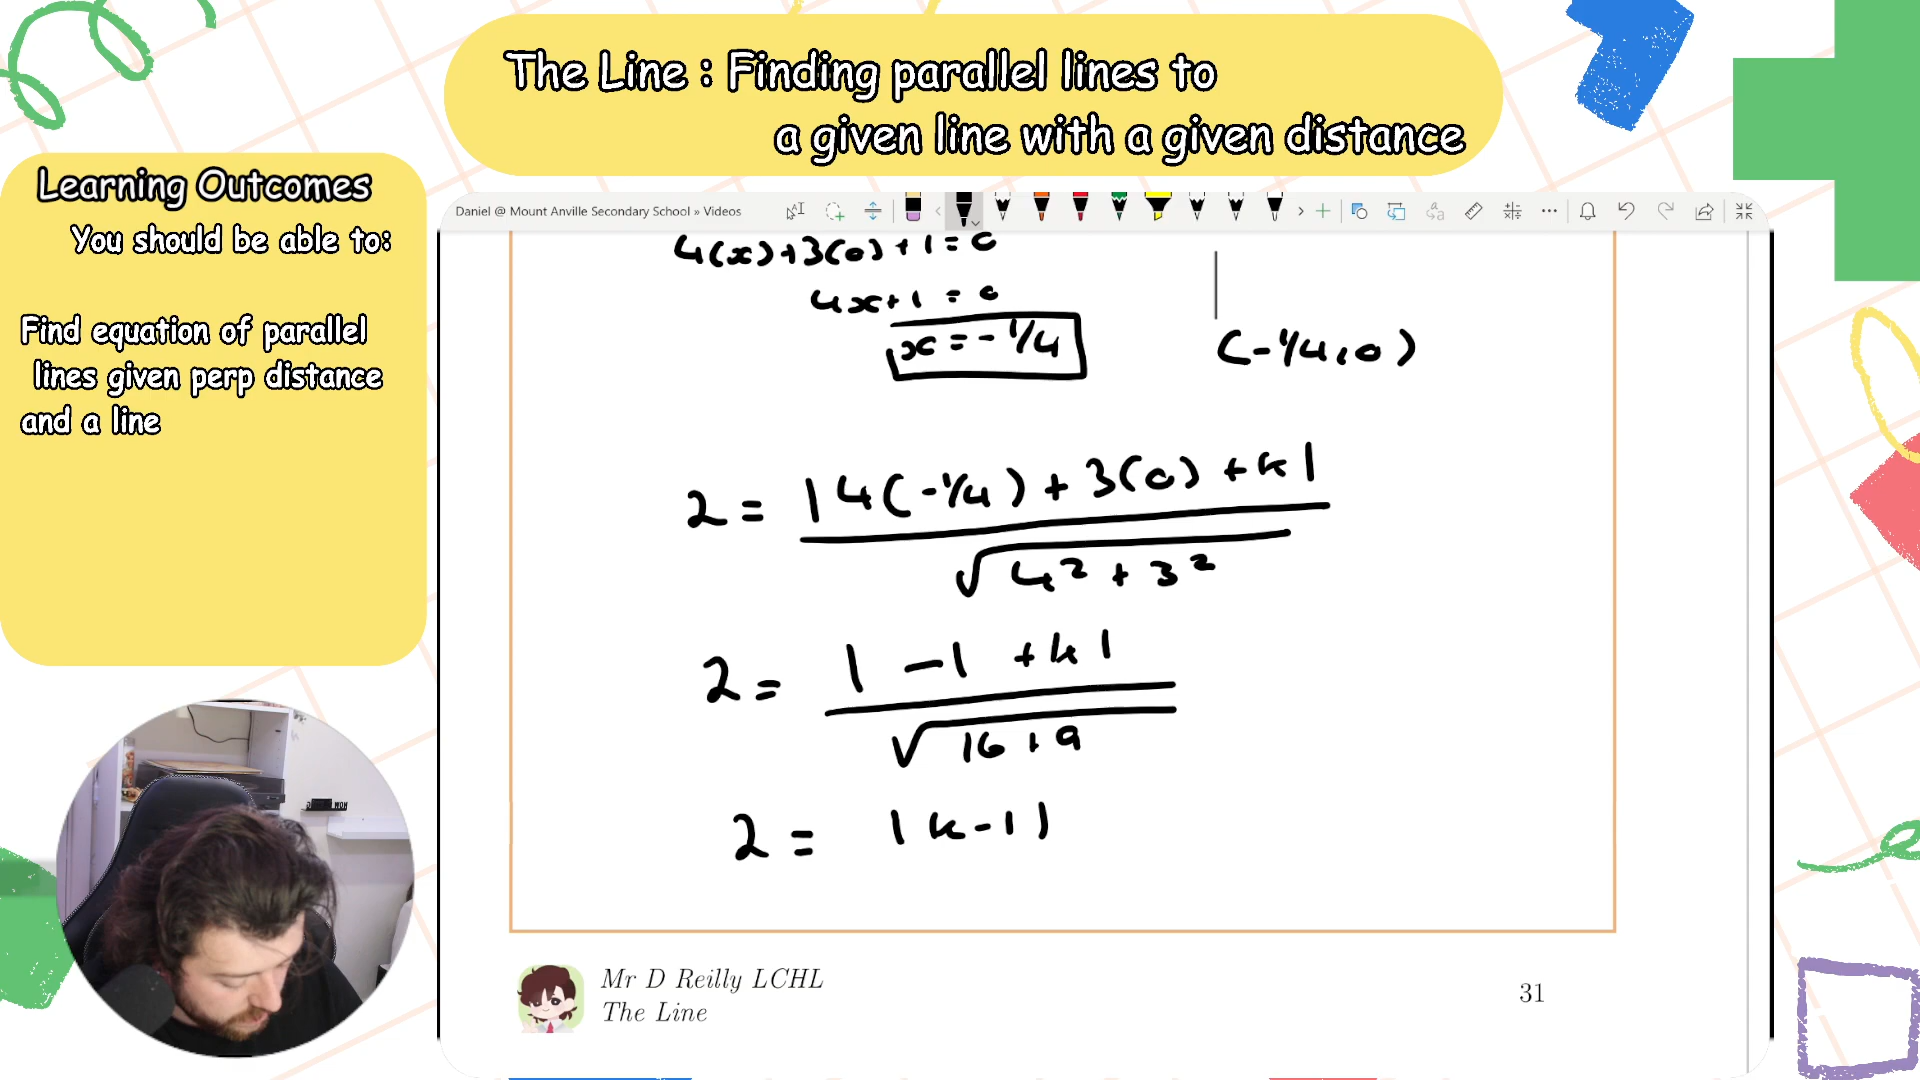 The Line : Finding parallel lines to
a given line with a given distance
Learning Outcomes
You should be able to:
Find equation of parallel
lines given perp distance
and a line
Daniel @ Mount Anville Secondary School » Videos
4(x)+3(0)+1=0
4x+1=0
x=-1/4
(-1/4,0)
2 = |4(-1/4)+3(0)+k|
√4²+3²
2 = |-1+k|
√16+9
2 = |k-1|
Mr D Reilly LCHL
The Line
31